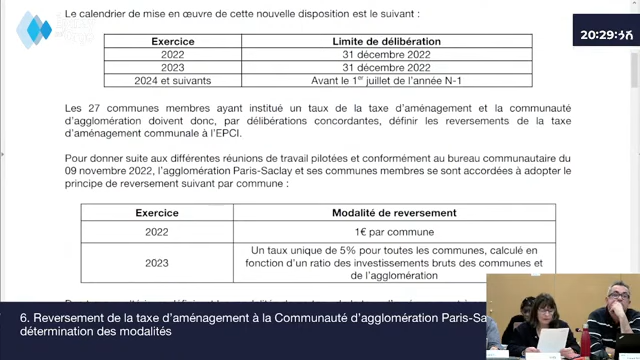 Le calendrier de mise en œuvre de cette nouvelle disposition est le suivant :
Exercice Limite de délibération
2022 31 décembre 2022
2023 31 décembre 2022
2024 et suivants Avant le 1er juillet de l'année N-1
Les 27 communes membres ayant institué un taux de la taxe d'aménagement et la communauté
d'agglomération doivent donc, par délibérations concordantes, définir les reversements de la taxe
d'aménagement communale à l'EPCI.
Pour donner suite aux différentes réunions de travail pilotées et conformément au bureau communautaire du
09 novembre 2022, l'agglomération Paris-Saclay et ses communes membres se sont accordées à adopter le
principe de reversement suivant par commune :
Exercice Modalité de reversement
2022 1€ par commune
2023 Un taux unique de 5% pour toutes les communes, calculé en
fonction d'un ratio des investissements bruts des communes et
de l'agglomération
6. Reversement de la taxe d'aménagement à la Communauté d'agglomération Paris-Sa
détermination des modalités